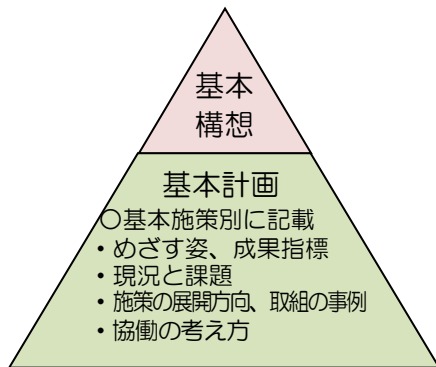 基本
構想
基本計画
○基本施策別に記載
・めざす姿、成果指標
・現況と課題
・施策の展開方向、取組の事例
・協働の考え方